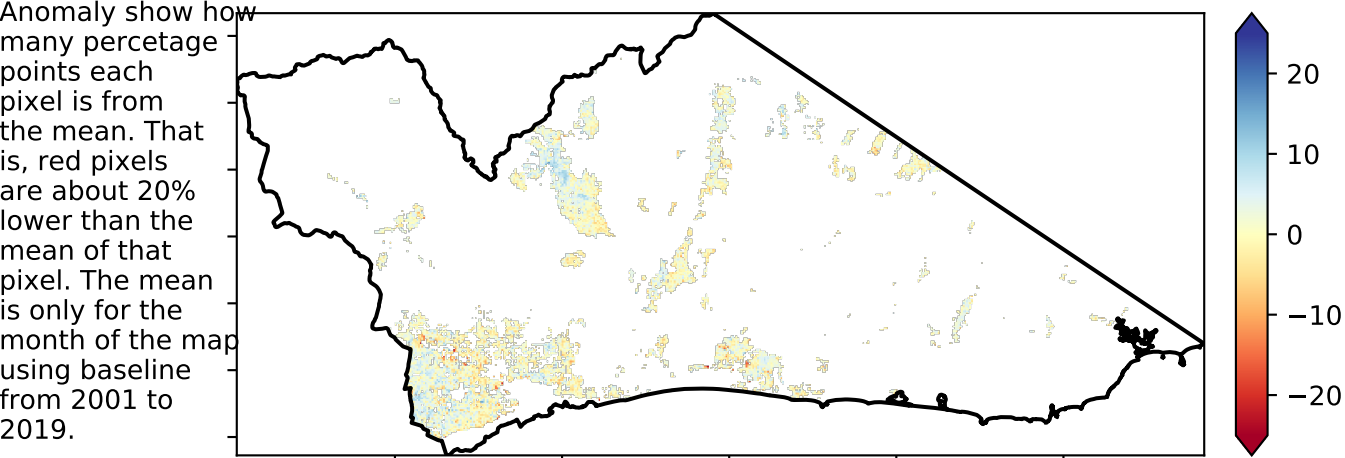 Anomaly show how
many percetage
points each
pixel is from
the mean. That
is, red pixels
are about 20%
lower than the
mean of that
pixel. The mean
is only for the
month of the map
using baseline
from 2001 to
2019.
20
10
0
−10
−20